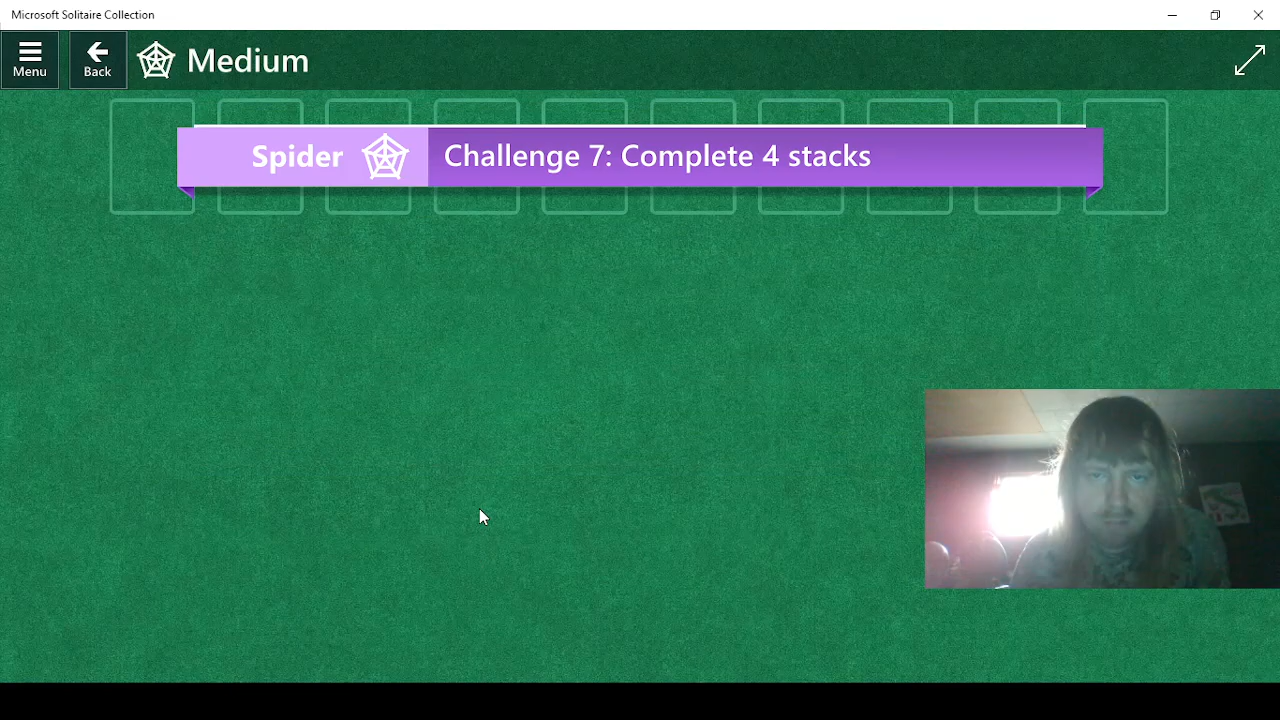 Microsoft Solitaire Collection
Menu
Back
Medium
Spider
Challenge 7: Complete 4 stacks